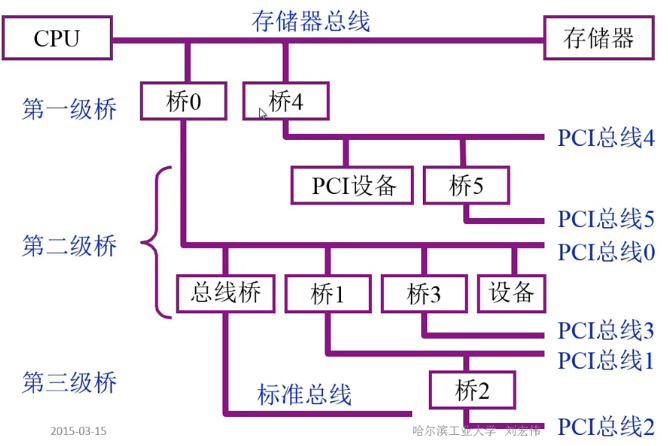 存储器总线
CPU
存储器
第一级桥
桥0
桥4
PCI总线4
PCI设备
桥5
PCI总线5
第二级桥
PCI总线0
总线桥
桥1
桥3
设备
PCI总线3
PCI总线1
第三级桥
标准总线
桥2
2015-03-15
哈尔滨工业大学 刘宏伟
PCI总线2